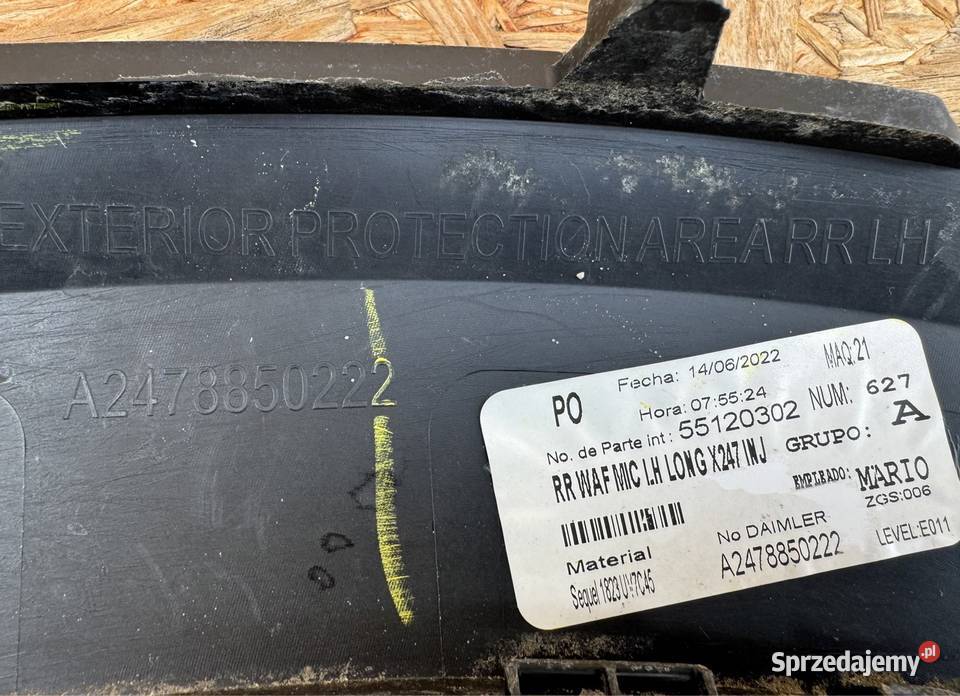 EXTERIOR PROTECTION AREA RR LH
A2478850222
PO
Fecha: 14/06/2022
MAQ:21
Hora: 07:55:24
NUM: 627
No. de Parte int: 55120302
GRUPO: A
RR WAF MIC LH LONG X247 INJ
EMPLEADO: MARIO
ZGS:006
Material
No DAIMLER
LEVEL:E011
Sequel 1823 UV7C45
A2478850222
Sprzedajemy.pl